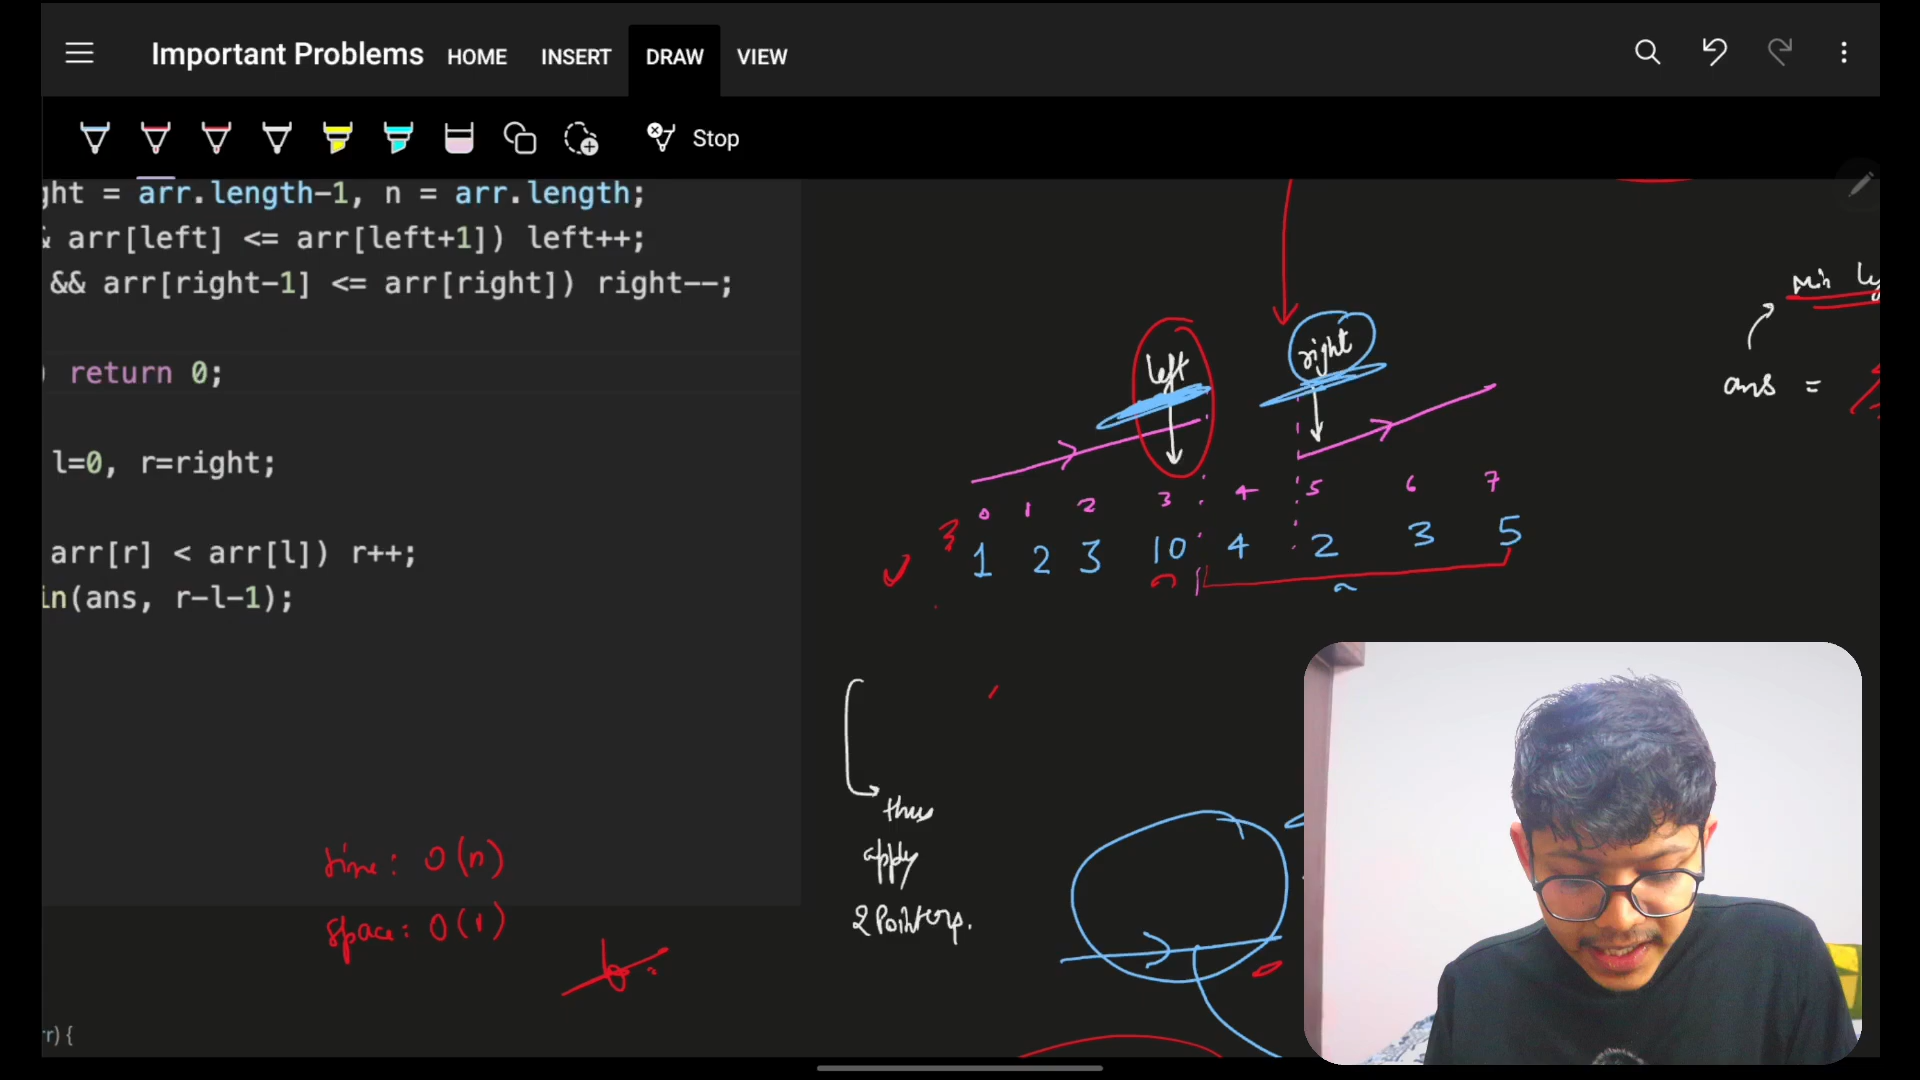 Important Problems HOME INSERT DRAW VIEW
Stop
ght = arr.length-1, n = arr.length;
arr[left] <= arr[left+1]) left++;
&& arr[right-1] <= arr[right]) right--;
) return 0;
l=0, r=right;
arr[r] < arr[l]) r++;
in(ans, r-l-1);
time: O(n)
space: O(1)
rr) {
left
right
0 1 2 3 4 5 6 7
1 2 3 10 4 2 3 5
thus
apply
2 Pointers.
Min
ans =